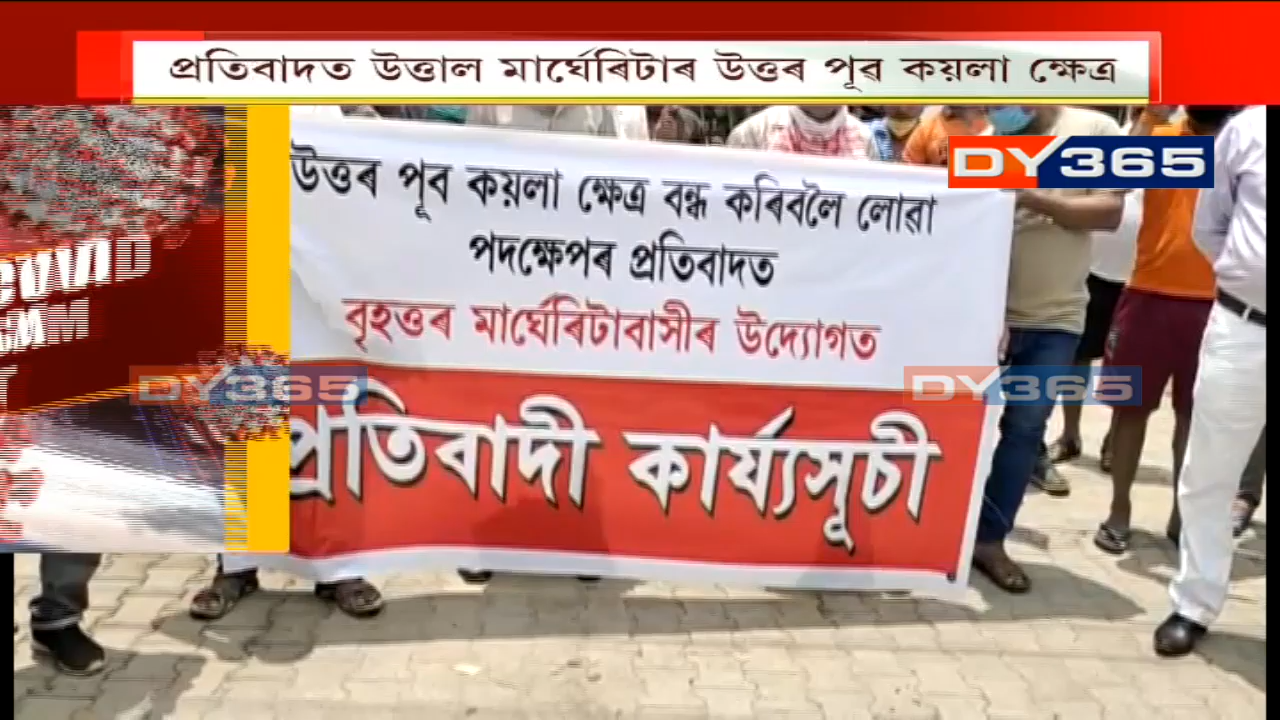 প্ৰতিবাদত উত্তাল মাৰ্ঘেৰিটাৰ উত্তৰ পূৱ কয়লা ক্ষেত্ৰ
DY365
উত্তৰ পূব কয়লা ক্ষেত্ৰ বন্ধ কৰিবলৈ লোৱা
পদক্ষেপৰ প্ৰতিবাদত
বৃহত্তৰ মাৰ্ঘেৰিটাবাসীৰ উদ্যোগত
প্ৰতিবাদী কাৰ্য্যসূচী
COVID
DY365
DY365